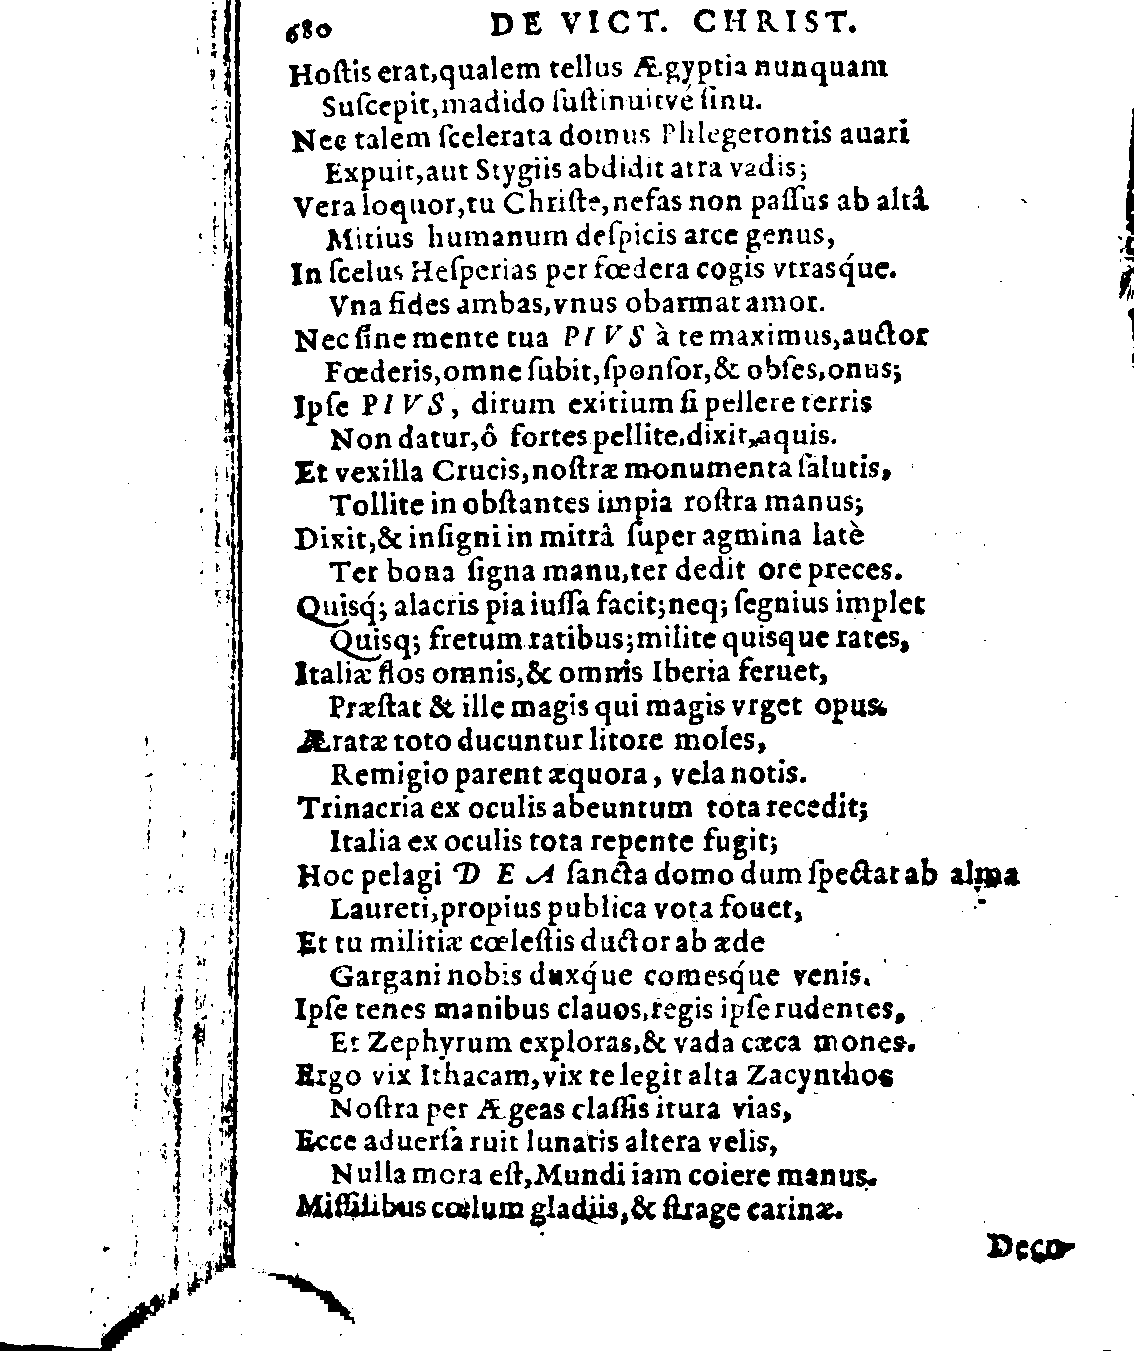 680 DE VICT. CHRIST.
Hoſtis erat,qualem tellus Ægyptia nunquam
Suſcepit,madido ſuſtinuitvé ſinu.
Nec talem ſcelerata domus Phlegetontis auari
Expuit,aut Stygiis abdidit atra vadis;
Vera loquor,tu Chriſte,nefas non paſſus ab altâ
Mitius humanum deſpicis arce genus,
In ſcelus Heſperias per fœdera cogis vtrasq́ue.
Vna fides ambas,vnus obarmat amor.
Nec ſine mente tua PIVS à te maximus,auctor
Fœderis,omne ſubit,ſponſor,& obſes,onus;
Ipſe PIVS, dirum exitium ſi pellere terris
Non datur,ô fortes pellite,dixit,aquis.
Et vexilla Crucis,noſtræ monumenta ſalutis,
Tollite in obſtantes impia roſtra manus;
Dixit,& inſigni in mitrâ ſuper agmina latè
Ter bona ſigna manu,ter dedit ore preces.
Quisq́; alacris pia iuſſa facit;neq; ſegnius implet
Quisq; fretum ratibus;milite quisque rates,
Italiæ flos omnis,& omnis Iberia feruet,
Præſtat & ille magis qui magis vrget opus.
Æratæ toto ducuntur litore moles,
Remigio parent æquora, vela notis.
Trinacria ex oculis abeuntum tota recedit;
Italia ex oculis tota repente fugit;
Hoc pelagi DEA ſancta domo dum ſpectat ab alma
Laureti,propius publica vota fouet,
Et tu militiæ cœleſtis ductor ab æde
Gargani nobis duxq́ue comesq́ue venis.
Ipſe tenes manibus clauos,regis ipſe rudentes,
Et Zephyrum exploras,& vada cæca mones.
Ergo vix Ithacam,vix te legit alta Zacynthos
Noſtra per Ægeas claſſis itura vias,
Ecce aduerſa ruit lunatis altera velis,
Nulla mora eſt,Mundi iam coiere manus.
Miſſilibus cœlum gladiis,& ſtrage carinæ.
Deco-